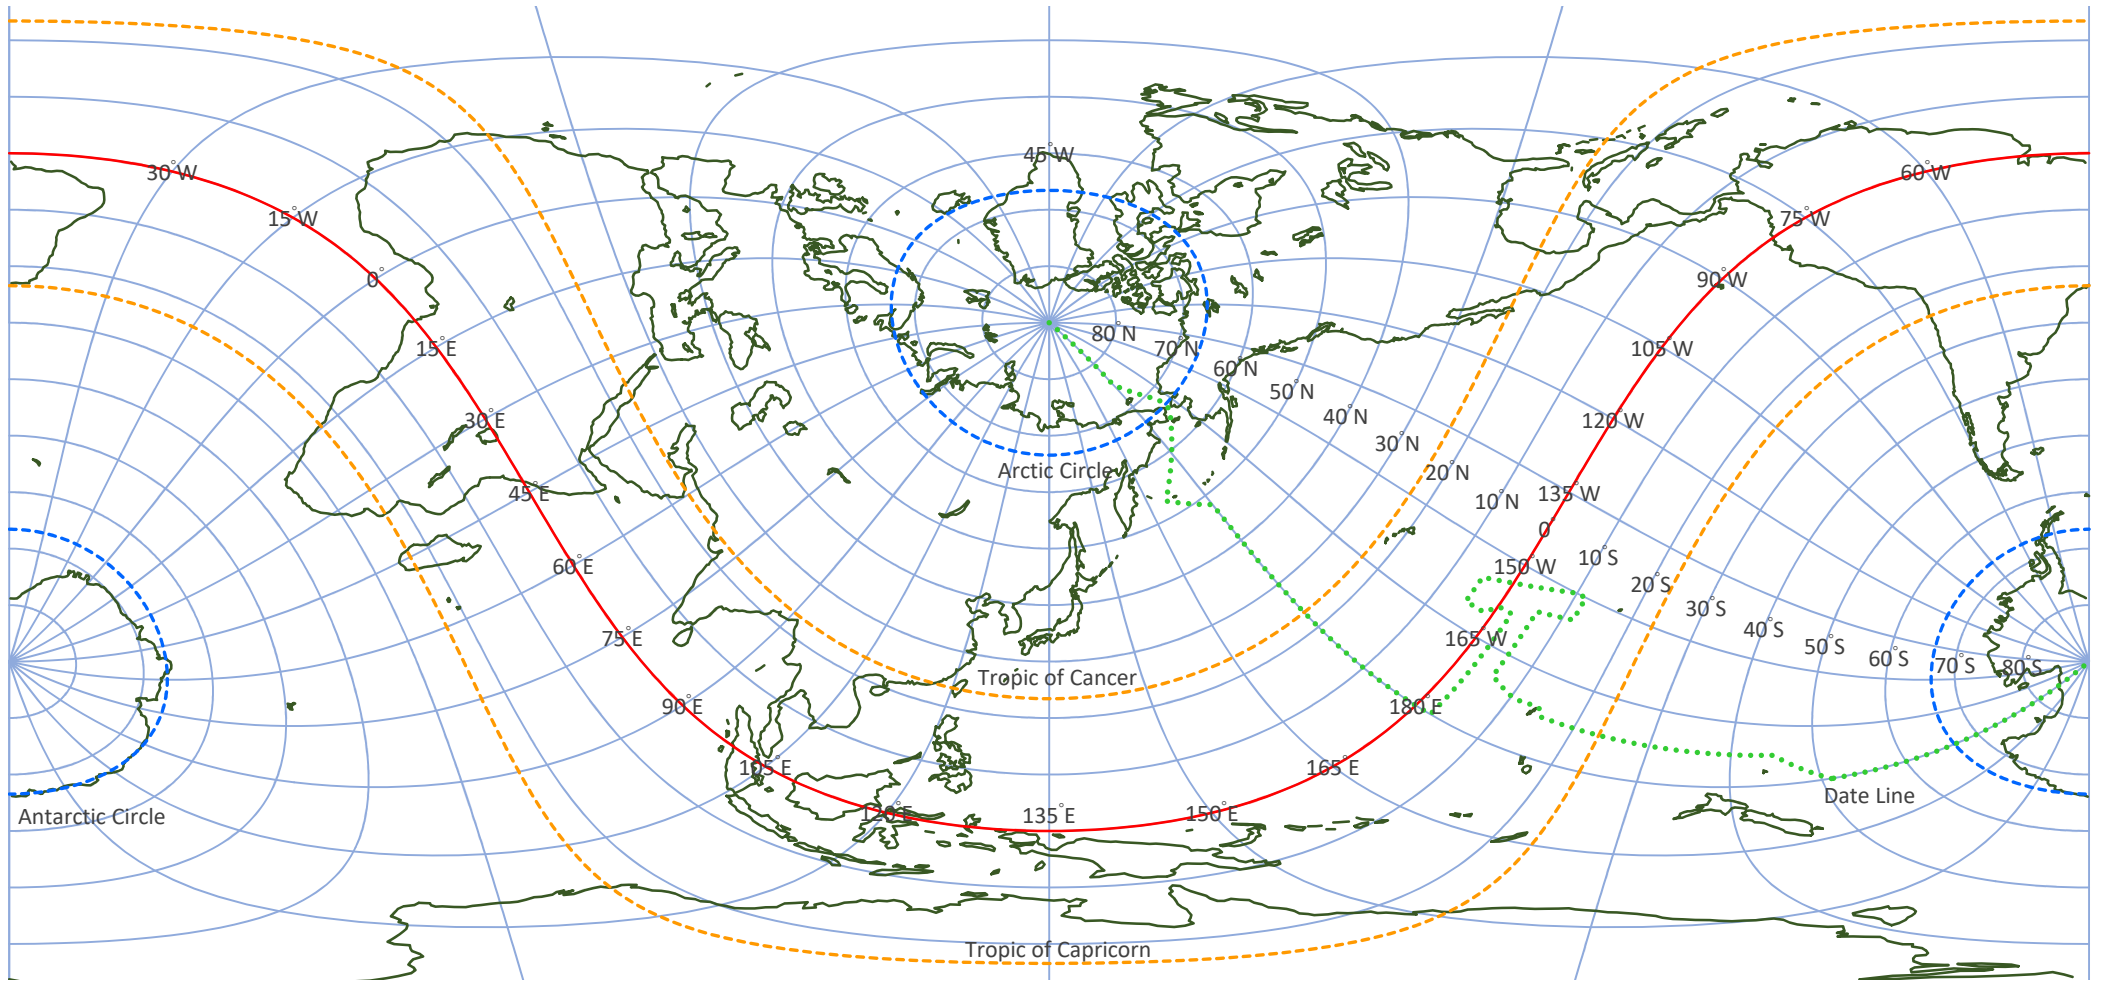 45°W
30°W
60°W
15°W
75°W
0°
90°W
80°N
70°N
15°E
105°W
60°N
50°N
30°E
40°N
120°W
30°N
Arctic Circle
20°N
45°E
10°N
135°W
0°
60°E
150°W
10°S
20°S
30°S
75°E
165°W
40°S
50°S
60°S
70°S
80°S
Tropic of Cancer
90°E
180°E
105°E
165°E
Date Line
Antarctic Circle
120°E
135°E
150°E
Tropic of Capricorn